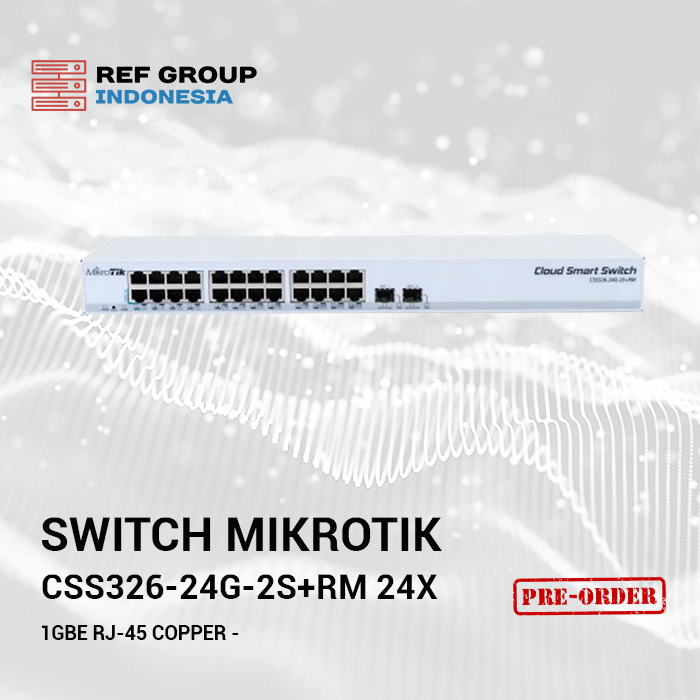 REF GROUP
INDONESIA
MikroTik
Cloud Smart Switch
CSS326-24G-2S+RM
SWITCH MIKROTIK
CSS326-24G-2S+RM 24X
PRE-ORDER
1GBE RJ-45 COPPER -